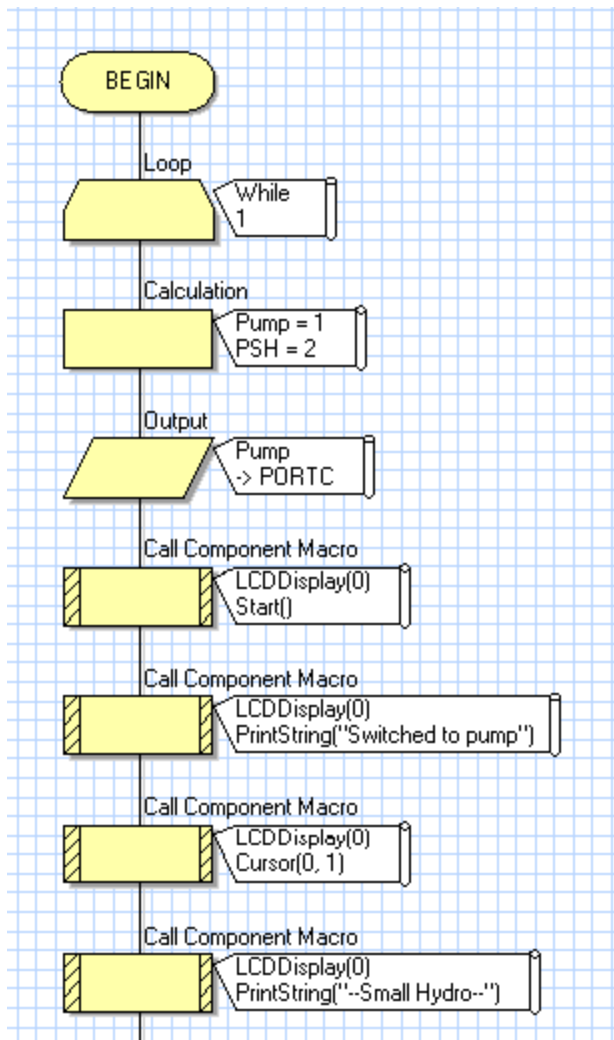 BEGIN
Loop
While
1
Calculation
Pump = 1
PSH = 2
Output
Pump
-> PORTC
Call Component Macro
LCDDisplay(0)
Start()
Call Component Macro
LCDDisplay(0)
PrintString("Switched to pump")
Call Component Macro
LCDDisplay(0)
Cursor(0, 1)
Call Component Macro
LCDDisplay(0)
PrintString("--Small Hydro--")